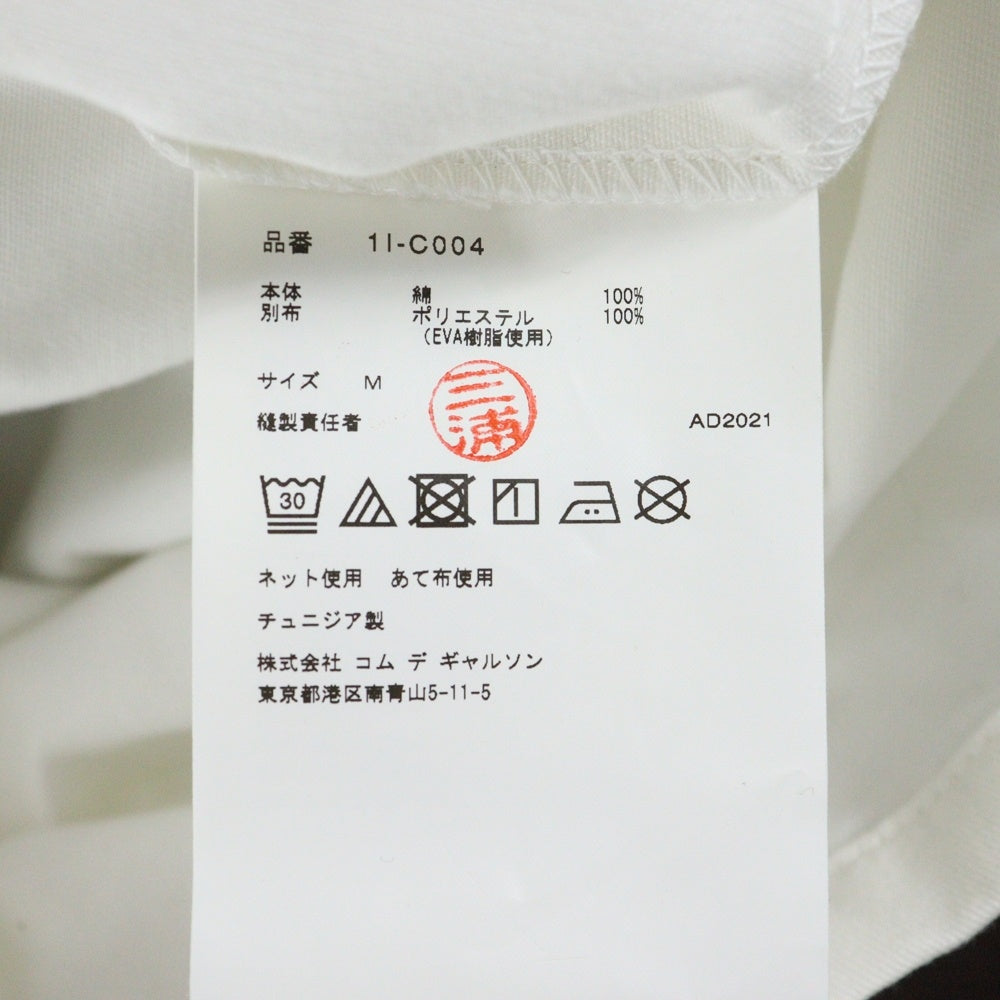 品番 1I-C004
本体 綿 100%
別布 ポリエステル 100%
（EVA樹脂使用）
サイズ M
縫製責任者 三浦 AD2021
30
ネット使用 あて布使用
チュニジア製
株式会社 コム デ ギャルソン
東京都港区南青山5-11-5